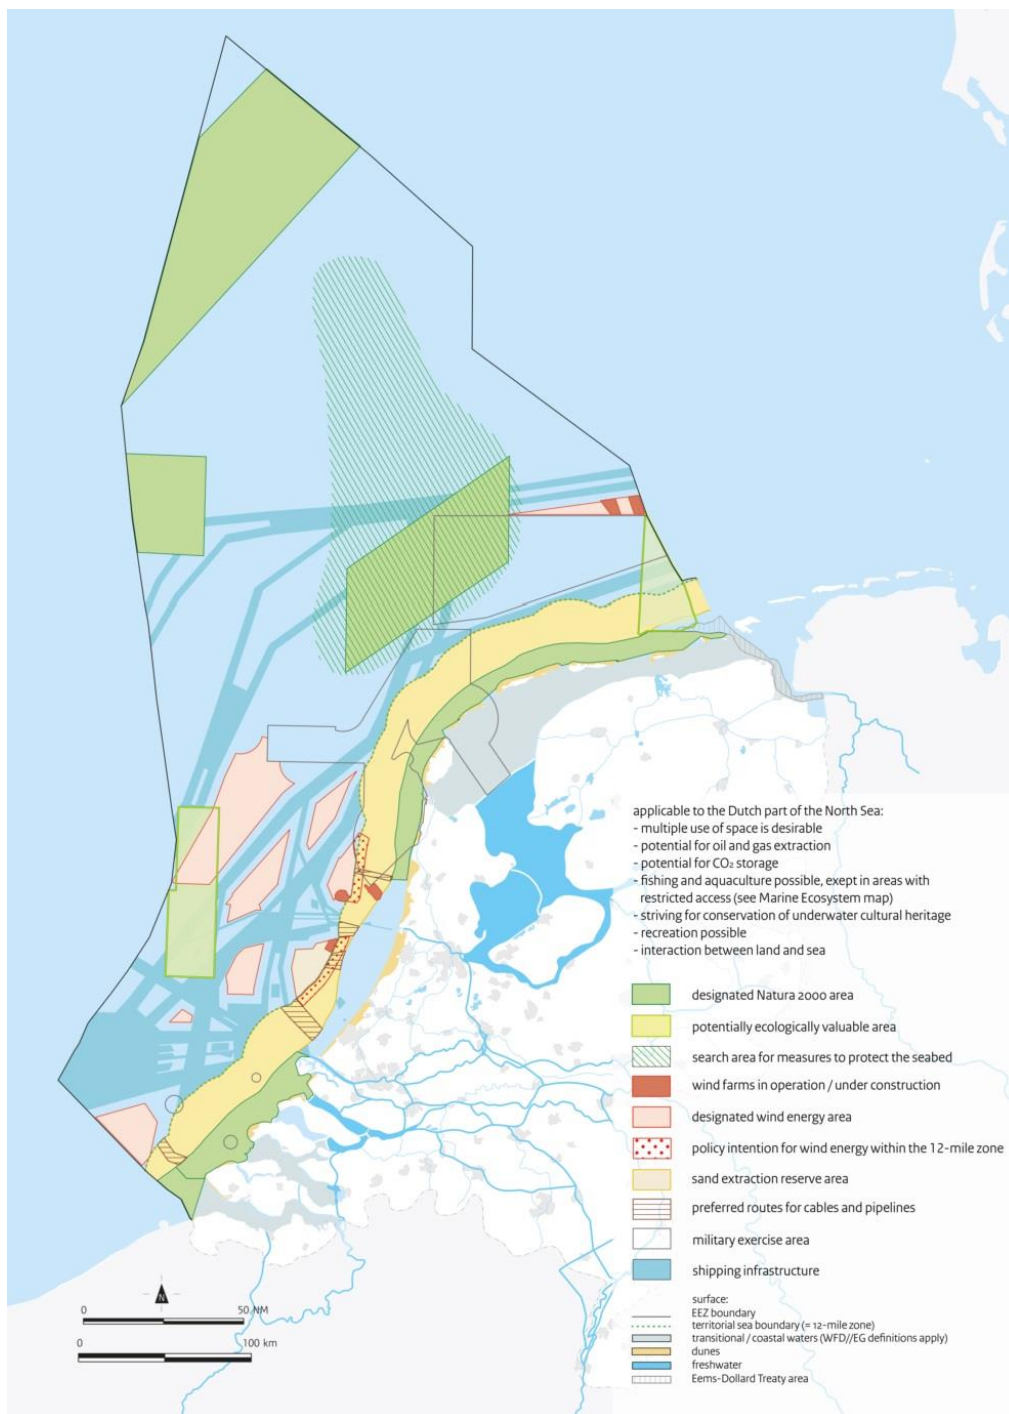 applicable to the Dutch part of the North Sea:
- multiple use of space is desirable
- potential for oil and gas extraction
- potential for CO₂ storage
- fishing and aquaculture possible, exept in areas with
restricted access (see Marine Ecosystem map)
- striving for conservation of underwater cultural heritage
- recreation possible
- interaction between land and sea
designated Natura 2000 area
potentially ecologically valuable area
search area for measures to protect the seabed
wind farms in operation / under construction
designated wind energy area
policy intention for wind energy within the 12-mile zone
sand extraction reserve area
preferred routes for cables and pipelines
military exercise area
shipping infrastructure
surface:
EEZ boundary
territorial sea boundary (= 12-mile zone)
transitional / coastal waters (WFD//EG definitions apply)
dunes
freshwater
Eems-Dollard Treaty area
N
0 50 NM
0 100 km